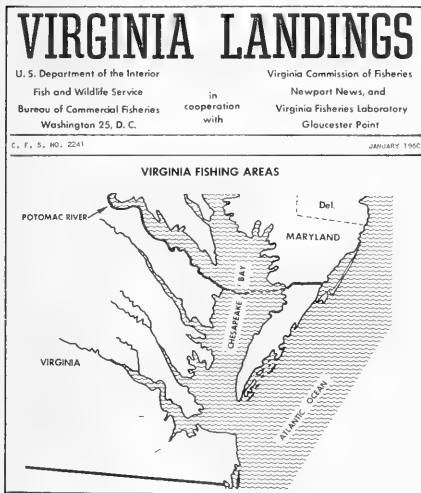 VIRGINIA LANDINGS
U. S. Department of the Interior
Fish and Wildlife Service
Bureau of Commercial Fisheries
Washington 25, D. C.
in
cooperation
with
Virginia Commission of Fisheries
Newport News, and
Virginia Fisheries Laboratory
Gloucester Point
C. F. S. NO. 2241
JANUARY 1960
VIRGINIA FISHING AREAS
POTOMAC RIVER
Del.
MARYLAND
CHESAPEAKE BAY
VIRGINIA
ATLANTIC OCEAN